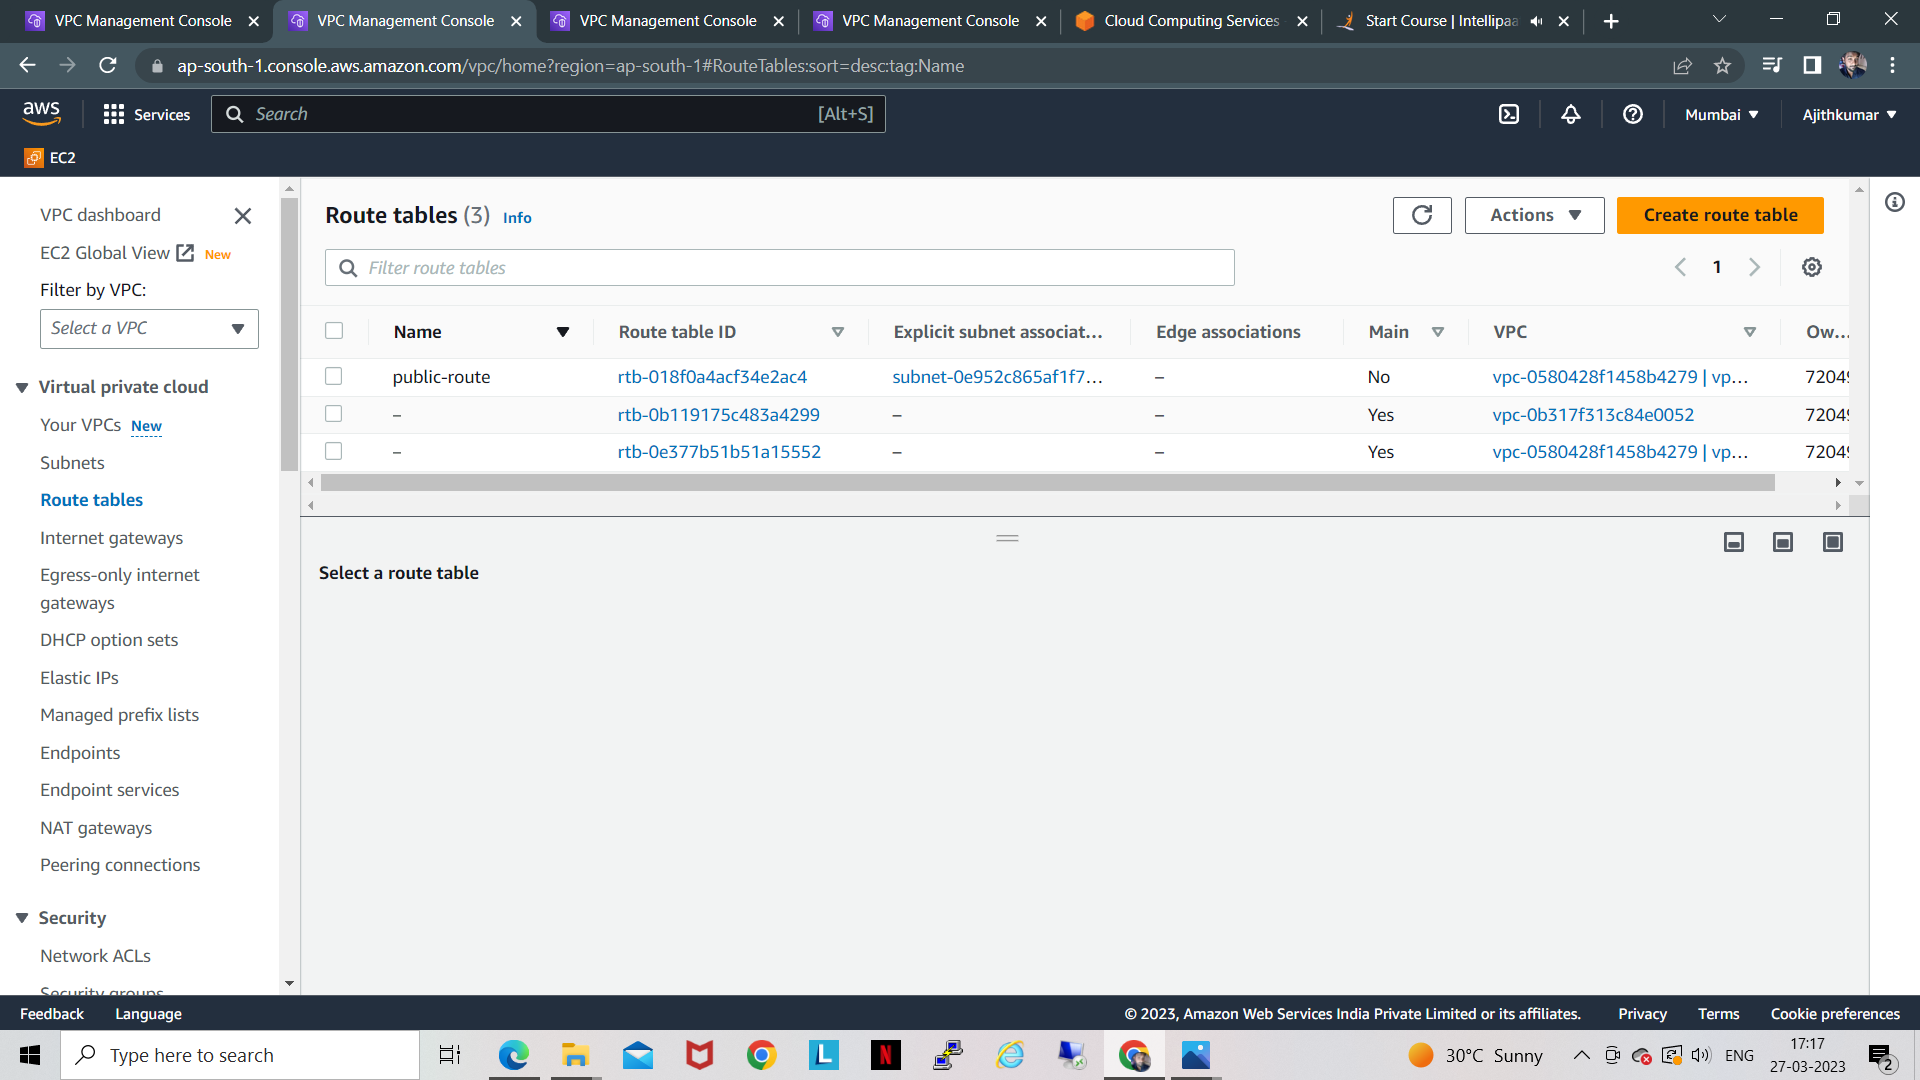 VPC Management Console
VPC Management Console
VPC Management Console
VPC Management Console
Cloud Computing Services
Start Course | Intellipaa
ap-south-1.console.aws.amazon.com/vpc/home?region=ap-south-1#RouteTables:sort=desc:tag:Name
aws
Services
Search
[Alt+S]
Mumbai
Ajithkumar
EC2
VPC dashboard
EC2 Global View New
Filter by VPC:
Select a VPC
Virtual private cloud
Your VPCs New
Subnets
Route tables
Internet gateways
Egress-only internet
gateways
DHCP option sets
Elastic IPs
Managed prefix lists
Endpoints
Endpoint services
NAT gateways
Peering connections
Security
Network ACLs
Security groups
Route tables (3) Info
Actions
Create route table
Filter route tables
1
Name Route table ID Explicit subnet associat... Edge associations Main VPC Ow...
public-route rtb-018f0a4acf34e2ac4 subnet-0e952c865af1f7... – No vpc-0580428f1458b4279 | vp... 7204
– rtb-0b119175c483a4299 – – Yes vpc-0b317f313c84e0052 7204
– rtb-0e377b51b51a15552 – – Yes vpc-0580428f1458b4279 | vp... 7204
Select a route table
Feedback
Language
© 2023, Amazon Web Services India Private Limited or its affiliates.
Privacy
Terms
Cookie preferences
Type here to search
L
N
30°C Sunny
ENG
17:17
27-03-2023
2